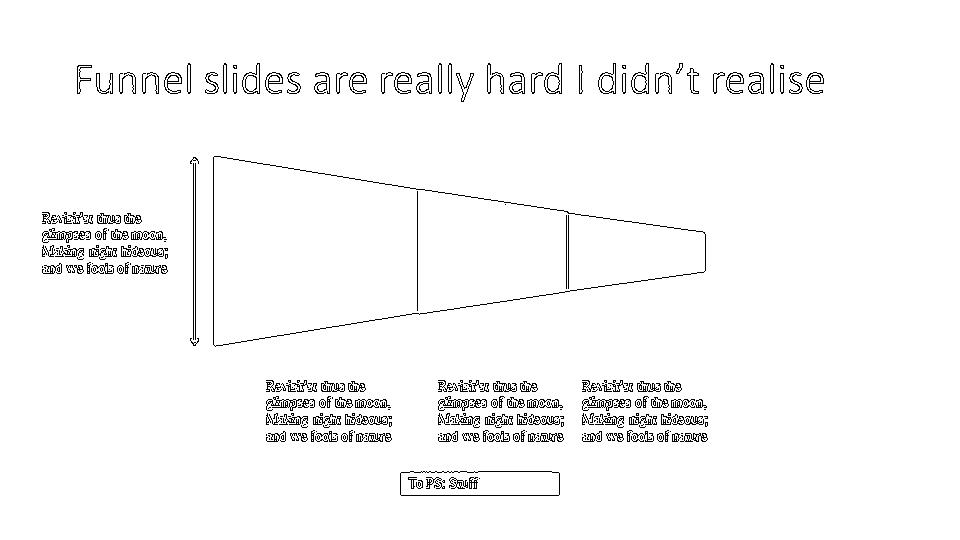 Funnel slides are really hard I didn’t realise
Revisit'st thus the
glimpses of the moon,
Making night hideous;
and we fools of nature
Revisit'st thus the
glimpses of the moon,
Making night hideous;
and we fools of nature
Revisit'st thus the
glimpses of the moon,
Making night hideous;
and we fools of nature
Revisit'st thus the
glimpses of the moon,
Making night hideous;
and we fools of nature
To PS: Stuff